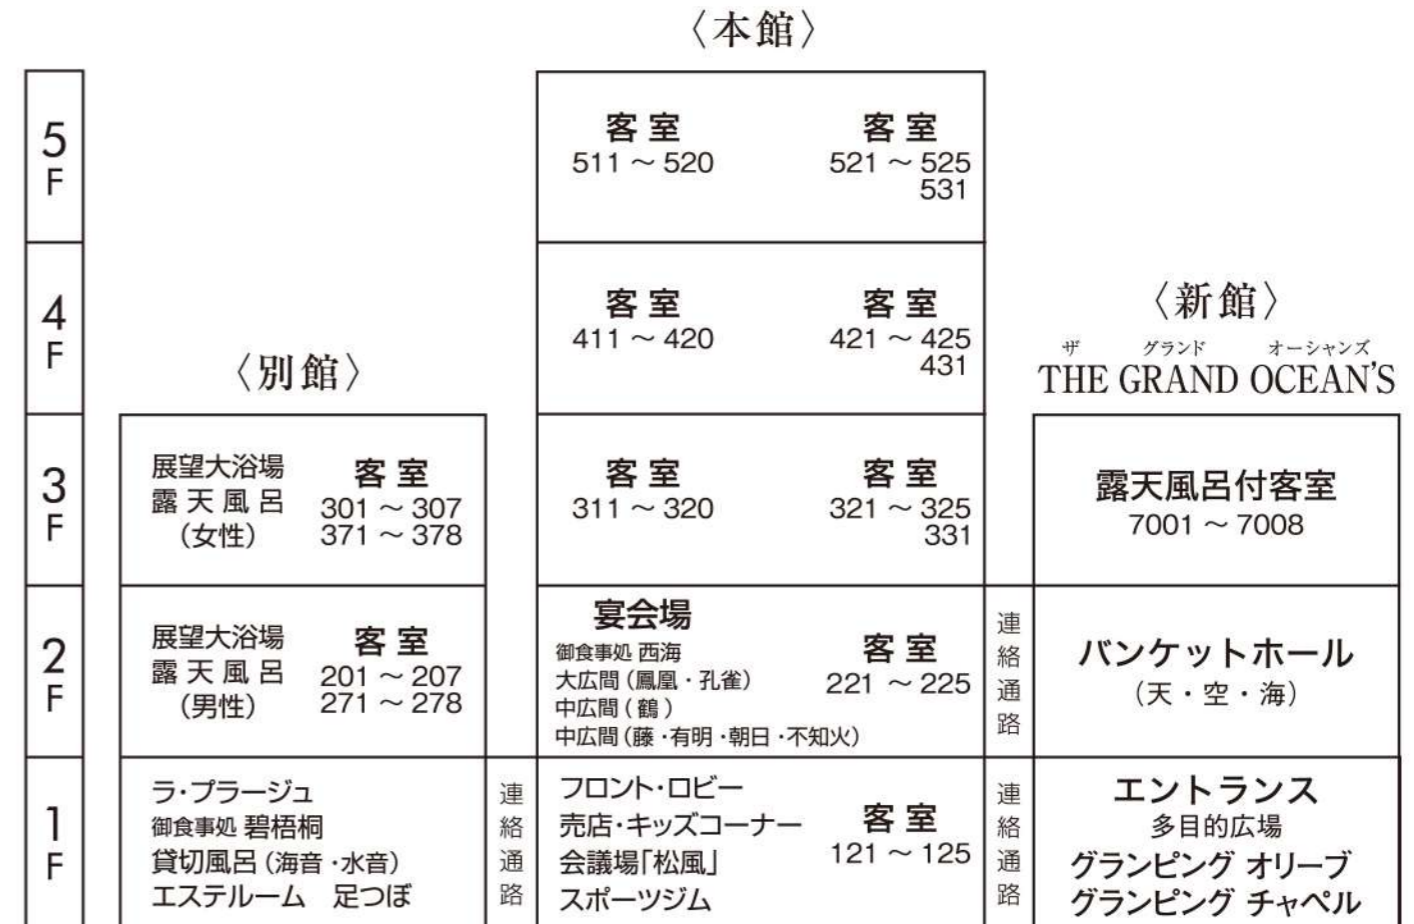 〈本館〉
5
F
客室
511 ～ 520
客室
521 ～ 525
531
4
F
客室
411 ～ 420
客室
421 ～ 425
431
〈別館〉
〈新館〉
ザ グランド オーシャンズ
THE GRAND OCEAN'S
3
F
展望大浴場
露天風呂
（女性）
客室
301 ～ 307
371 ～ 378
客室
311 ～ 320
客室
321 ～ 325
331
露天風呂付客室
7001 ～ 7008
2
F
展望大浴場
露天風呂
（男性）
客室
201 ～ 207
271 ～ 278
宴会場
御食事処 西海
大広間（鳳凰・孔雀）
中広間（鶴）
中広間（藤・有明・朝日・不知火）
客室
221 ～ 225
連絡通路
バンケットホール
（天・空・海）
1
F
ラ・プラージュ
御食事処 碧梧桐
貸切風呂（海音・水音）
エステルーム 足つぼ
連絡通路
フロント・ロビー
売店・キッズコーナー
会議場「松風」
スポーツジム
客室
121 ～ 125
連絡通路
エントランス
多目的広場
グランピング オリーブ
グランピング チャペル